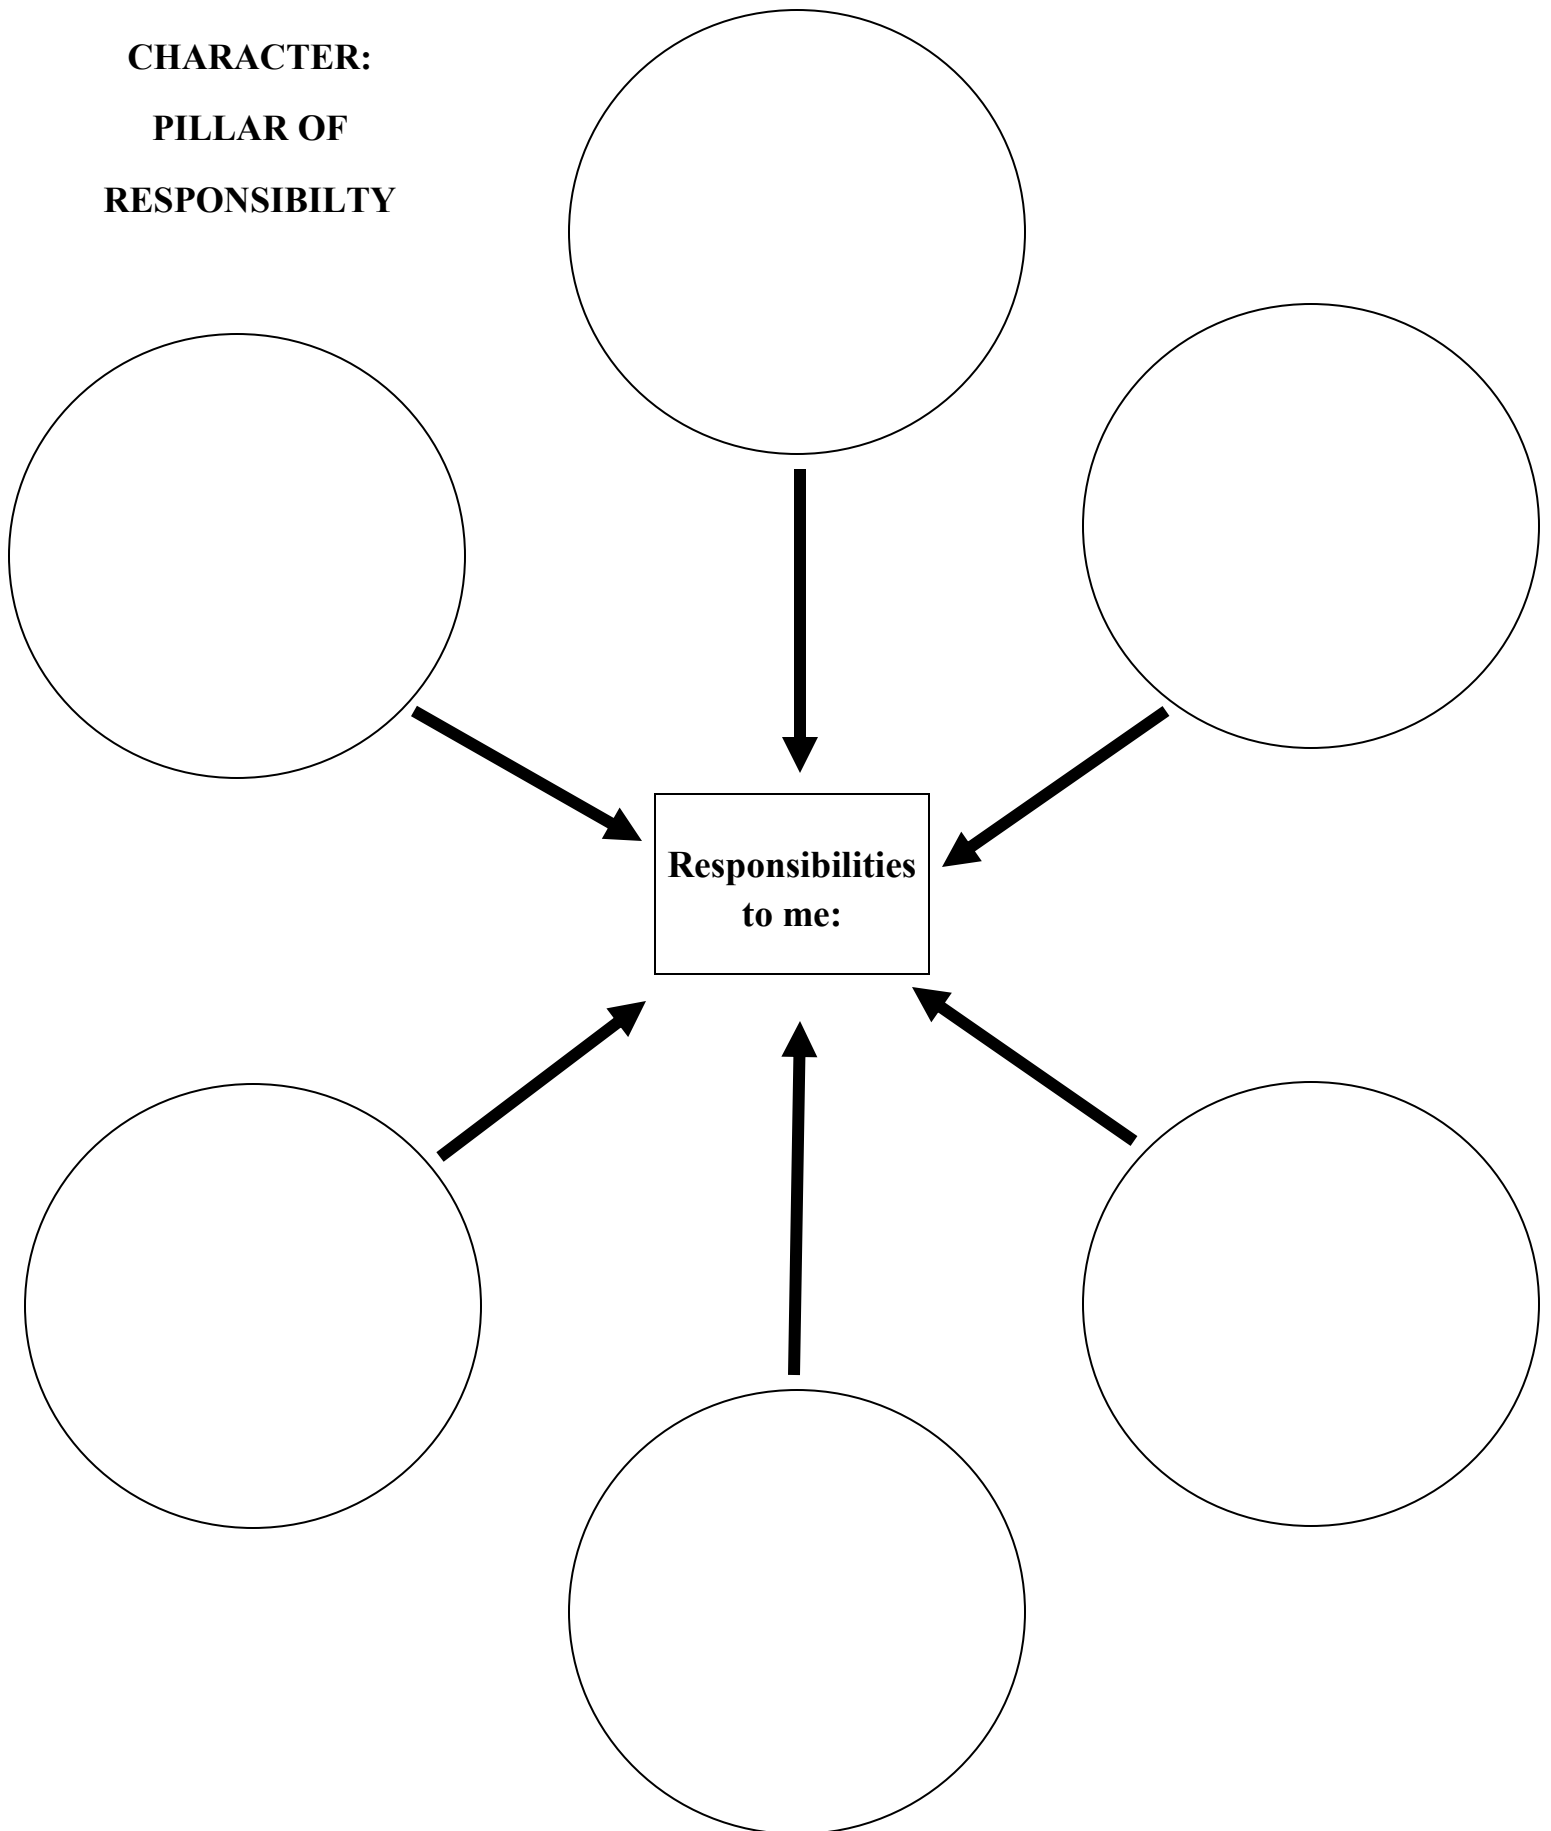 CHARACTER:
PILLAR OF
RESPONSIBILTY
Responsibilities
to me: